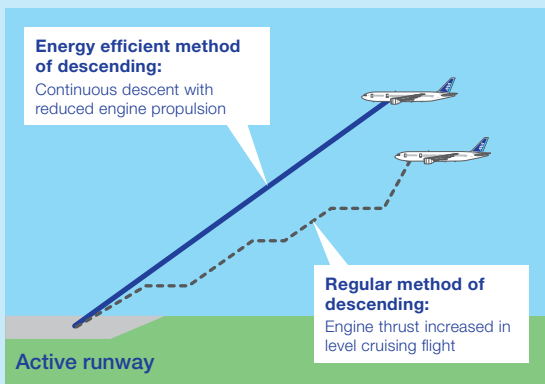 Energy efficient method
of descending:
Continuous descent with
reduced engine propulsion
Regular method of
descending:
Engine thrust increased in
level cruising flight
Active runway